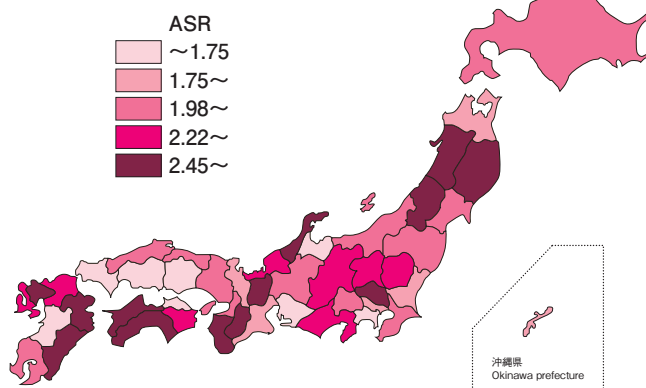 ASR
～1.75
1.75～
1.98～
2.22～
2.45～
沖縄県
Okinawa prefecture